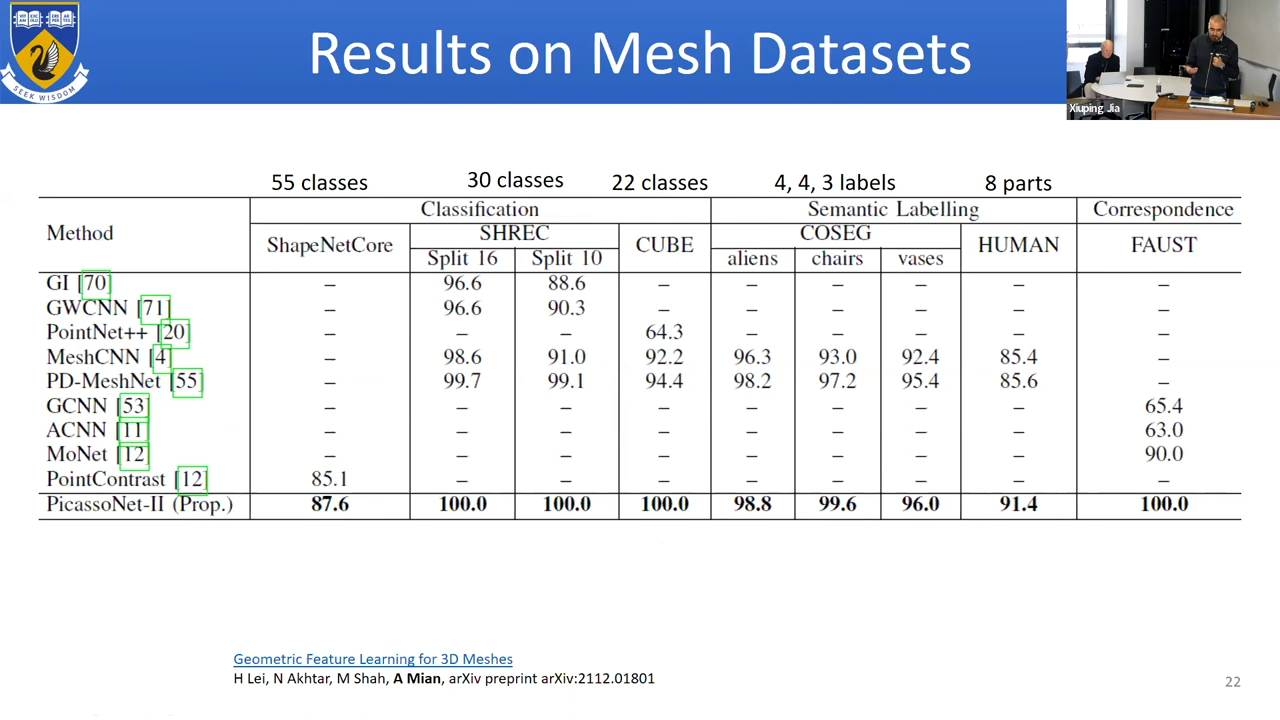 SEEK WISDOM
Results on Mesh Datasets
Xiuping Jia
55 classes 30 classes 22 classes 4, 4, 3 labels 8 parts
Method Classification Semantic Labelling Correspondence
ShapeNetCore SHREC CUBE COSEG HUMAN FAUST
Split 16 Split 10 aliens chairs vases
GI [70] – 96.6 88.6 – – – – – –
GWCNN [71] – 96.6 90.3 – – – – – –
PointNet++ [20] – – – 64.3 – – – – –
MeshCNN [4] – 98.6 91.0 92.2 96.3 93.0 92.4 85.4 –
PD-MeshNet [55] – 99.7 99.1 94.4 98.2 97.2 95.4 85.6 –
GCNN [53] – – – – – – – – 65.4
ACNN [11] – – – – – – – – 63.0
MoNet [12] – – – – – – – – 90.0
PointContrast [12] 85.1 – – – – – – – –
PicassoNet-II (Prop.) 87.6 100.0 100.0 100.0 98.8 99.6 96.0 91.4 100.0
Geometric Feature Learning for 3D Meshes
H Lei, N Akhtar, M Shah, A Mian, arXiv preprint arXiv:2112.01801
22